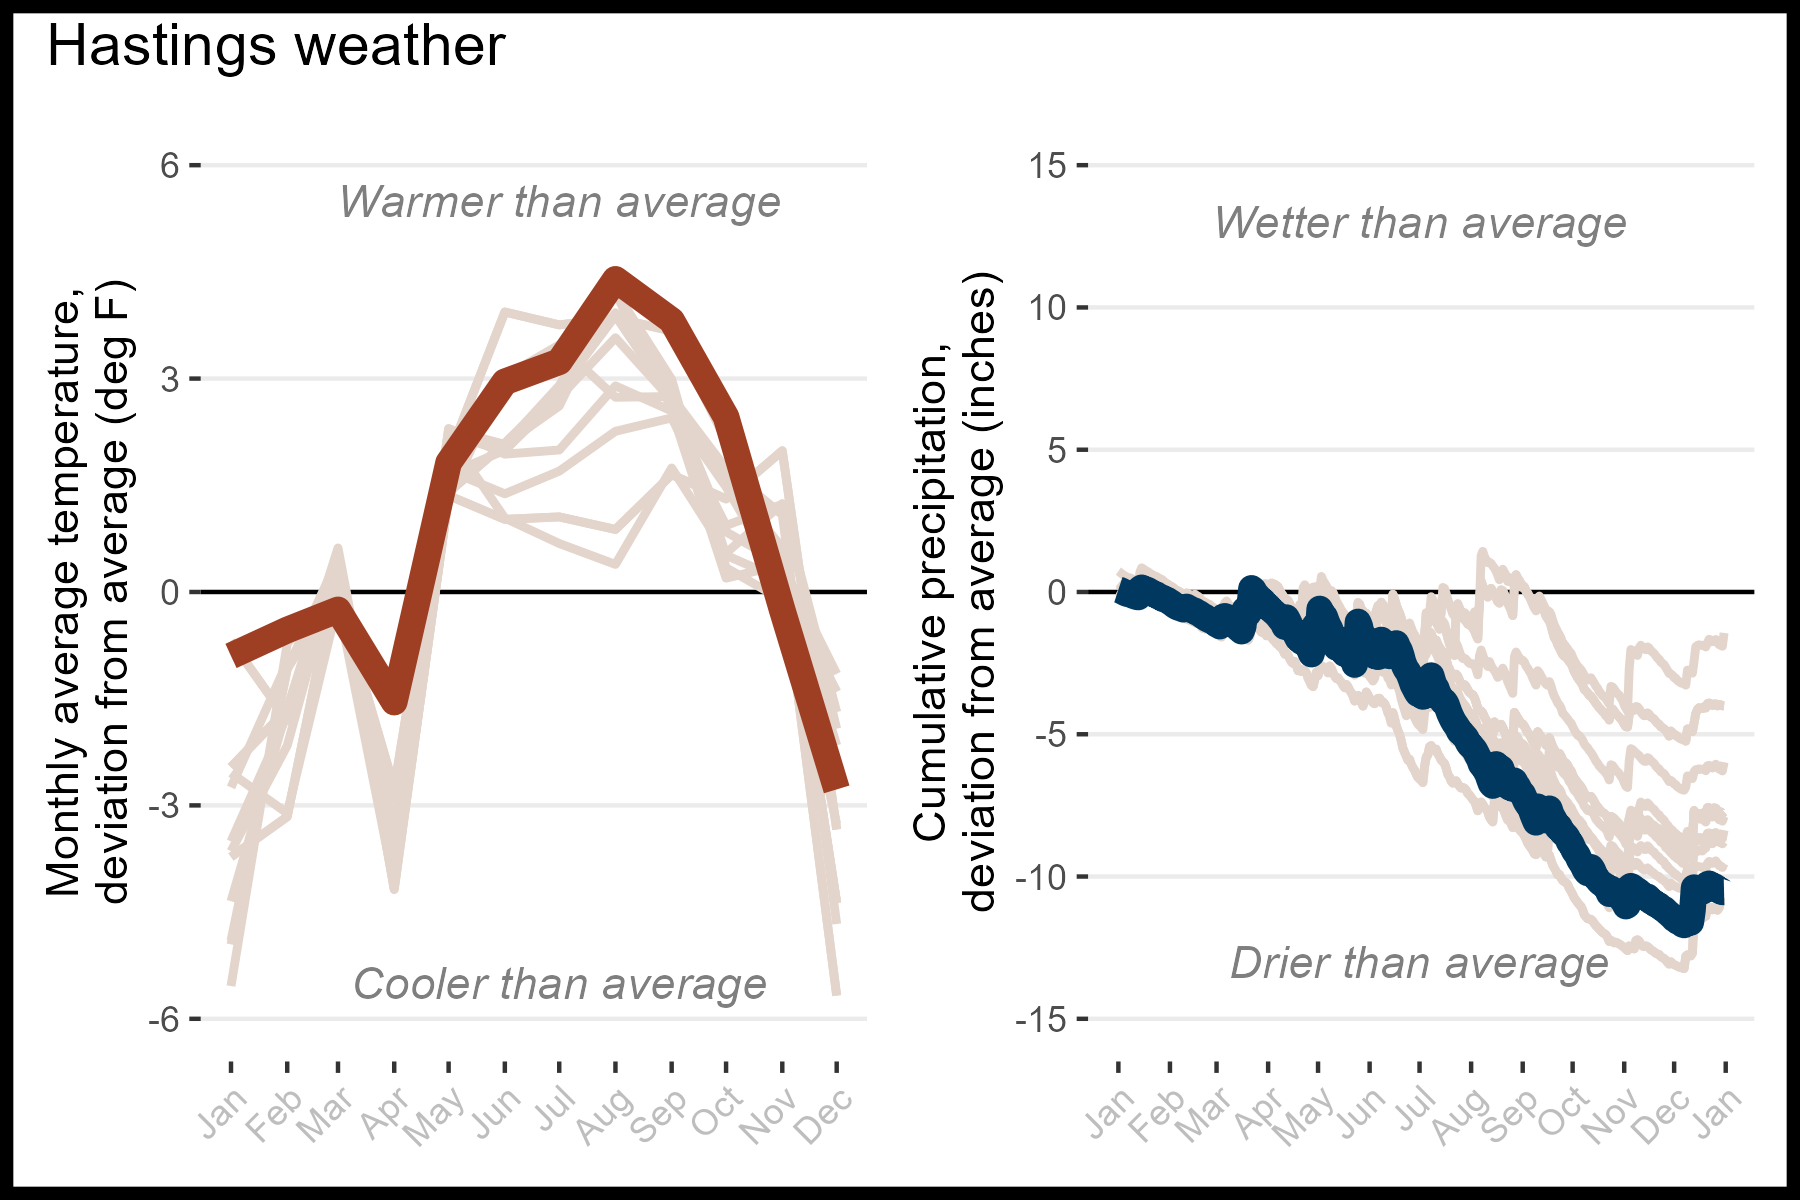 Hastings weather
Monthly average temperature,
deviation from average (deg F)
6
3
0
-3
-6
Warmer than average
Cooler than average
Jan
Feb
Mar
Apr
May
Jun
Jul
Aug
Sep
Oct
Nov
Dec
Cumulative precipitation,
deviation from average (inches)
15
10
5
0
-5
-10
-15
Wetter than average
Drier than average
Jan
Feb
Mar
Apr
May
Jun
Jul
Aug
Sep
Oct
Nov
Dec
Jan